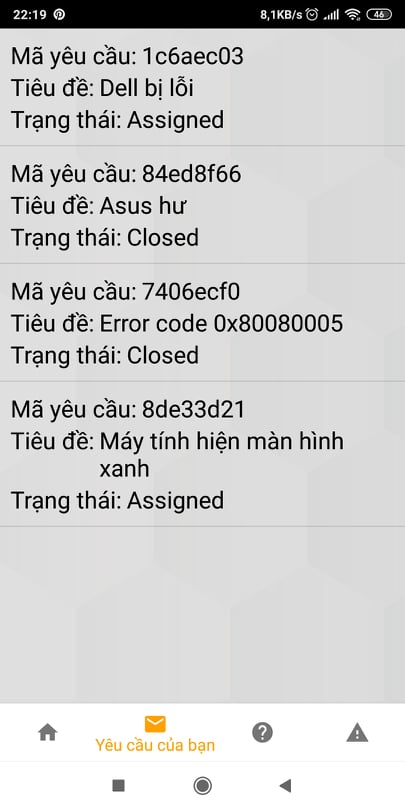 22:19 8,1KB/s 46
Mã yêu cầu: 1c6aec03
Tiêu đề: Dell bị lỗi
Trạng thái: Assigned
Mã yêu cầu: 84ed8f66
Tiêu đề: Asus hư
Trạng thái: Closed
Mã yêu cầu: 7406ecf0
Tiêu đề: Error code 0x80080005
Trạng thái: Closed
Mã yêu cầu: 8de33d21
Tiêu đề: Máy tính hiện màn hình
xanh
Trạng thái: Assigned
Yêu cầu của bạn